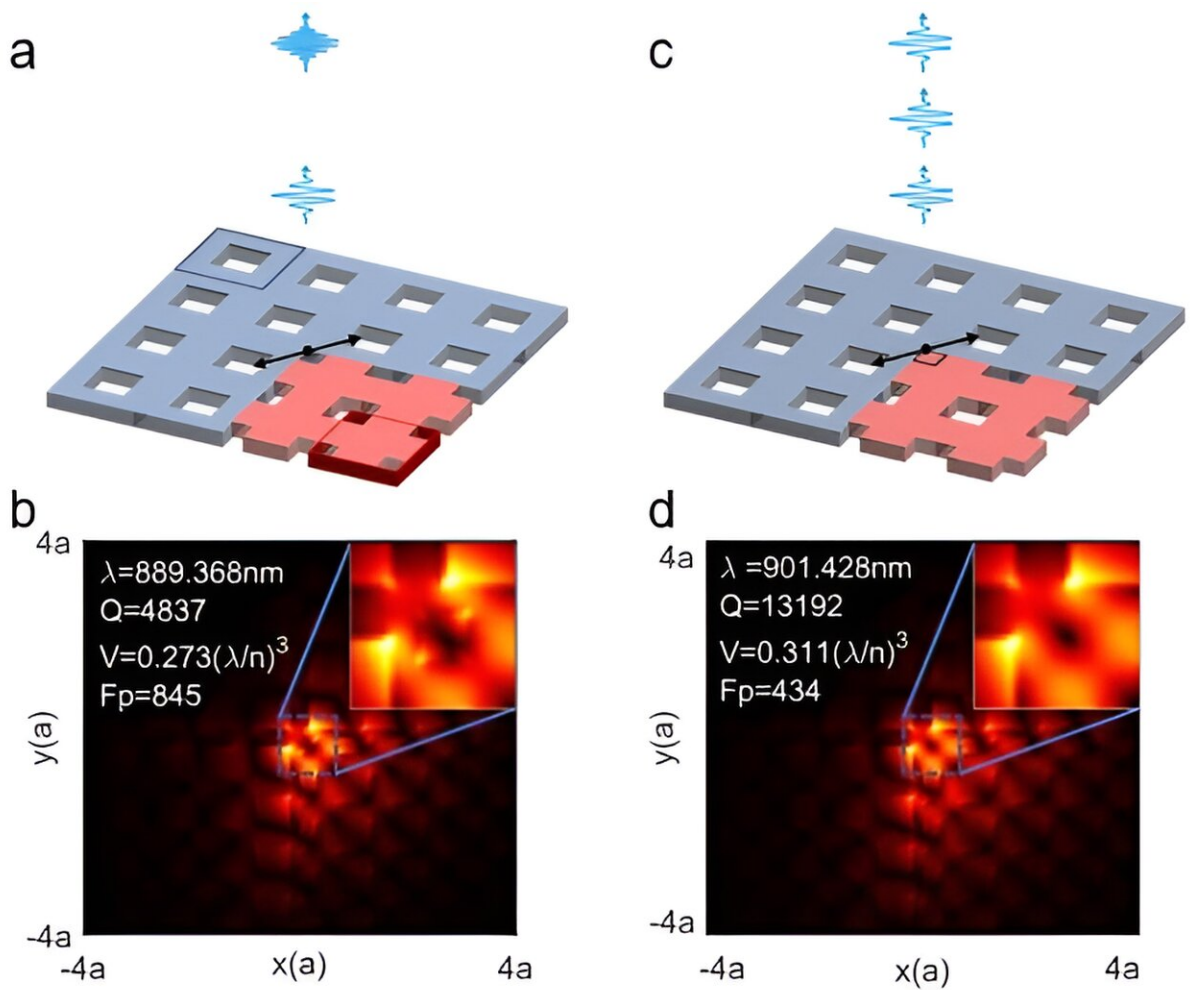 a
c
b
4a
λ=889.368nm
Q=4837
V=0.273(λ/n)³
Fp=845
y(a)
-4a
-4a
x(a)
4a
d
4a
λ =901.428nm
Q=13192
V=0.311(λ/n)³
Fp=434
y(a)
-4a
-4a
x(a)
4a